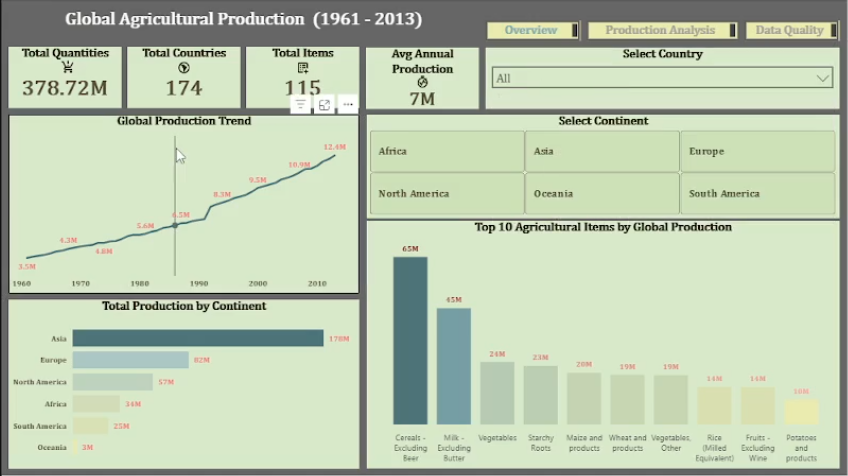 Global Agricultural Production (1961 - 2013)
Overview
Production Analysis
Data Quality
Total Quantities
378.72M
Total Countries
174
Total Items
115
Avg Annual
Production
7M
Select Country
All
Global Production Trend
3.5M
4.3M
4.8M
5.6M
6.5M
8.3M
9.5M
10.9M
12.4M
1960
1970
1980
1990
2000
2010
Select Continent
Africa
Asia
Europe
North America
Oceania
South America
Total Production by Continent
Asia
178M
Europe
82M
North America
57M
Africa
34M
South America
25M
Oceania
3M
Top 10 Agricultural Items by Global Production
65M
45M
24M
23M
20M
19M
19M
14M
14M
10M
Cereals -
Excluding
Beer
Milk -
Excluding
Butter
Vegetables
Starchy
Roots
Maize and
products
Wheat and
products
Vegetables,
Other
Rice
(Milled
Equivalent)
Fruits -
Excluding
Wine
Potatoes
and
products